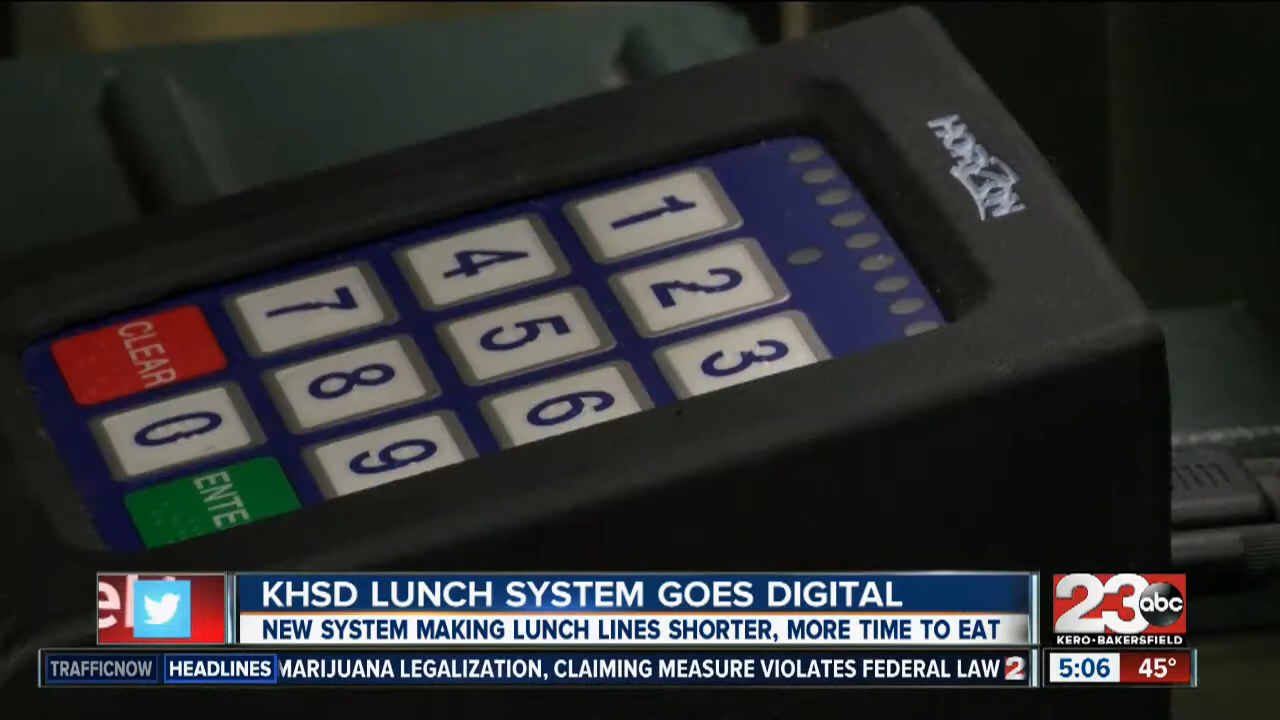 HORIZON
1
4
2
7
5
3
CLEAR
8
6
0
9
ENTE
KHSD LUNCH SYSTEM GOES DIGITAL
NEW SYSTEM MAKING LUNCH LINES SHORTER, MORE TIME TO EAT
23 abc
KERO·BAKERSFIELD
TRAFFICNOW HEADLINES MARIJUANA LEGALIZATION, CLAIMING MEASURE VIOLATES FEDERAL LAW
5:06 45°